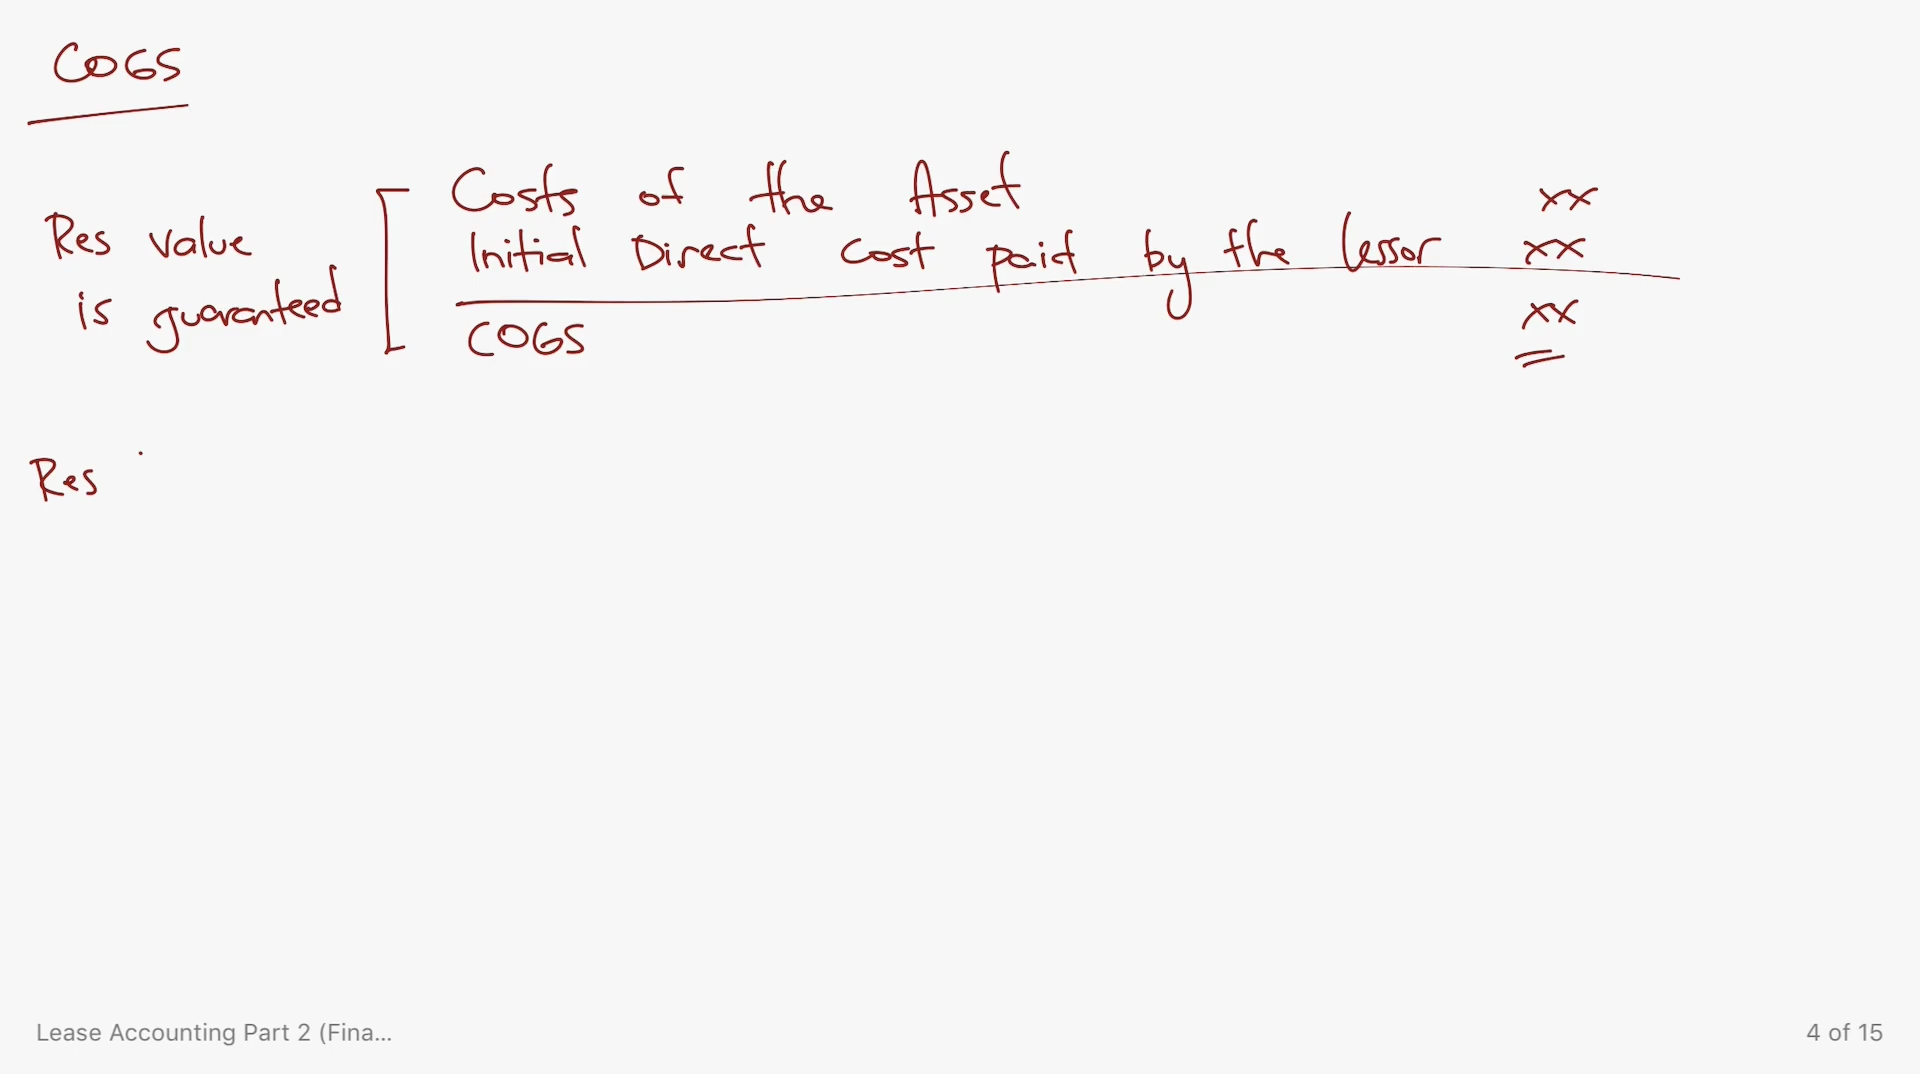 COGS
Costs of the Asset xx
Res value
is guaranteed
Initial Direct Cost paid by the lessor xx
COGS xx
Res
Lease Accounting Part 2 (Fina...
4 of 15